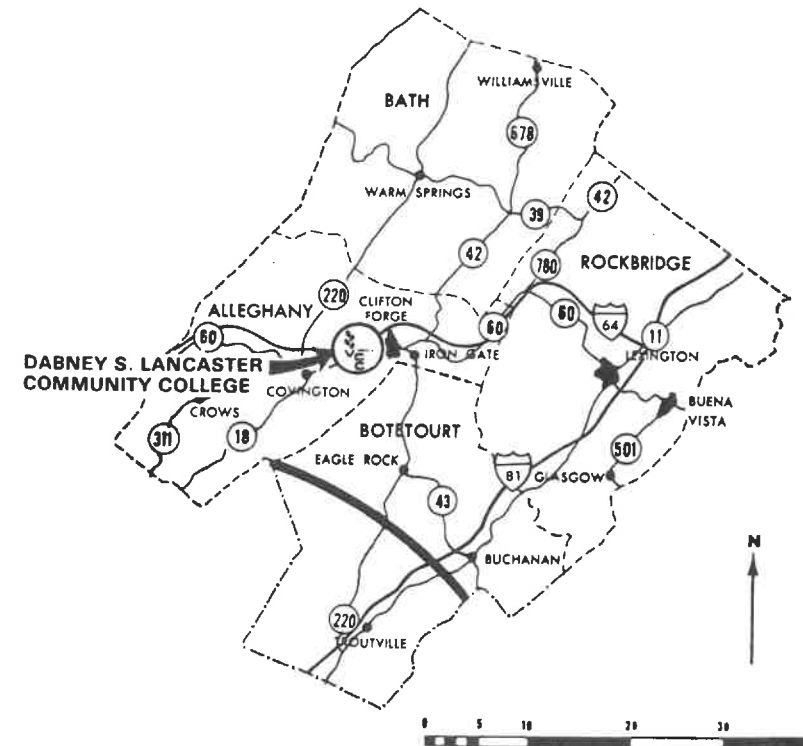 WILLIAMSVILLE
BATH
678
WARM SPRINGS
39
42
42
780
ROCKBRIDGE
220
CLIFTON
FORGE
ALLEGHANY
60
60
60
64
11
DABNEY S. LANCASTER
COMMUNITY COLLEGE
IRON GATE
LEXINGTON
COVINGTON
CROWS
BUENA
VISTA
311
18
BOTETOURT
501
EAGLE ROCK
81
GLASGOW
43
N
BUCHANAN
220
TROUTVILLE
0 5 10 20 30